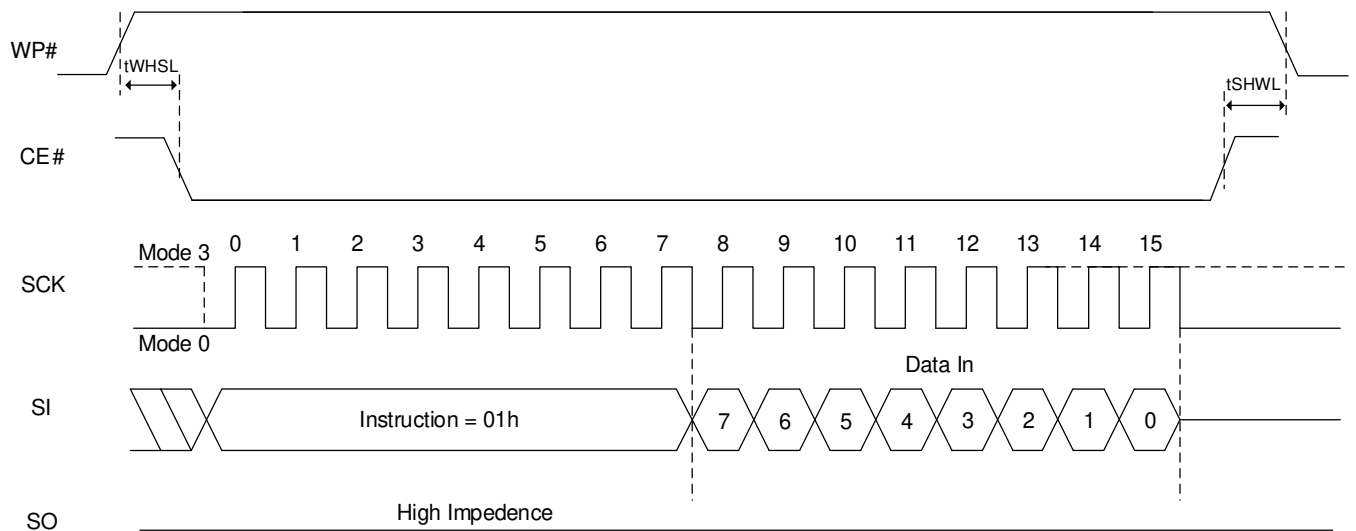 WP#
tWHSL
tSHWL
CE#
Mode 3
0 1 2 3 4 5 6 7 8 9 10 11 12 13 14 15
SCK
Mode 0
Data In
SI
Instruction = 01h
7 6 5 4 3 2 1 0
High Impedence
SO